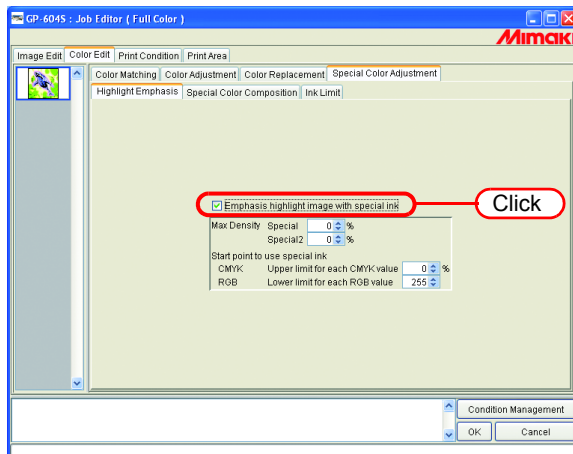 GP-604S : Job Editor ( Full Color )
Mimaki
Image Edit Color Edit Print Condition Print Area
Color Matching Color Adjustment Color Replacement Special Color Adjustment
Highlight Emphasis Special Color Composition Ink Limit
Emphasis highlight image with special ink
Click
Max Density Special 0 %
Special2 0 %
Start point to use special ink
CMYK Upper limit for each CMYK value 0 %
RGB Lower limit for each RGB value 255
Condition Management
OK Cancel